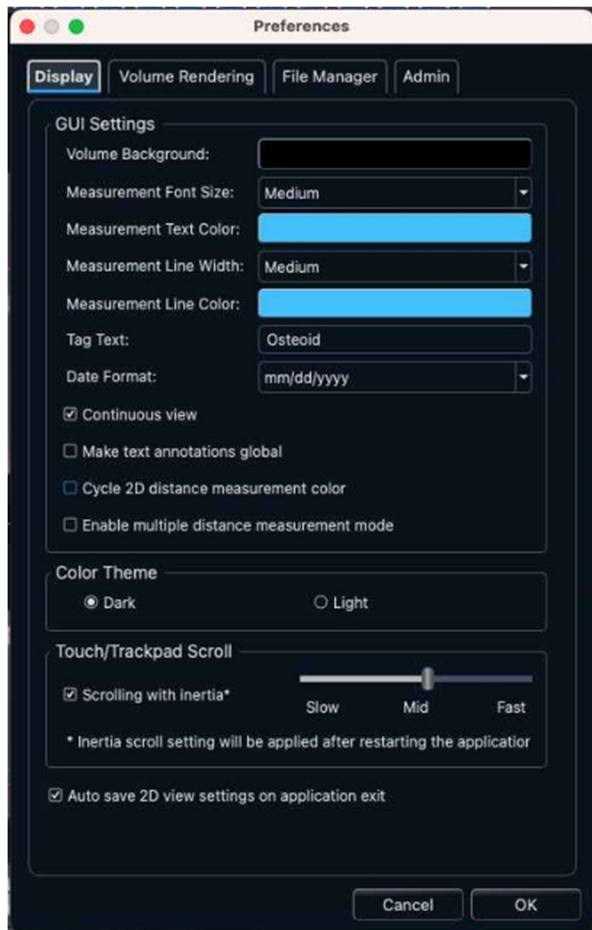 Preferences
Display Volume Rendering File Manager Admin
GUI Settings
Volume Background:
Measurement Font Size: Medium
Measurement Text Color:
Measurement Line Width: Medium
Measurement Line Color:
Tag Text: Osteoid
Date Format: mm/dd/yyyy
Continuous view
Make text annotations global
Cycle 2D distance measurement color
Enable multiple distance measurement mode
Color Theme
Dark Light
Touch/Trackpad Scroll
Scrolling with inertia*
Slow Mid Fast
* Inertia scroll setting will be applied after restarting the applicatior
Auto save 2D view settings on application exit
Cancel OK